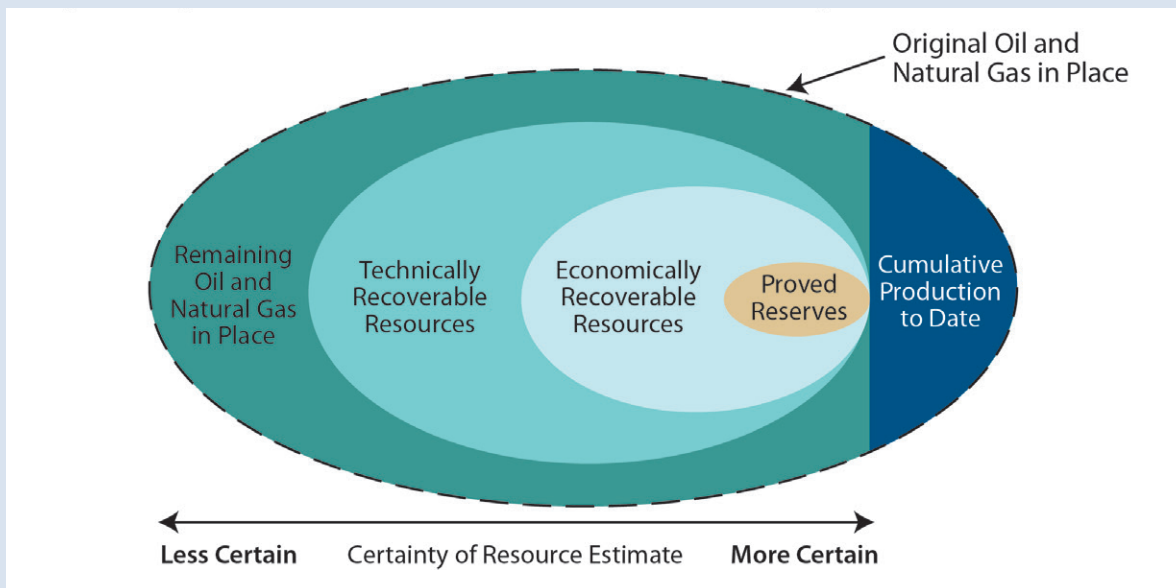 Original Oil and
Natural Gas in Place
Remaining
Oil and
Natural Gas
in Place
Technically
Recoverable
Resources
Economically
Recoverable
Resources
Proved
Reserves
Cumulative
Production
to Date
Less Certain
Certainty of Resource Estimate
More Certain